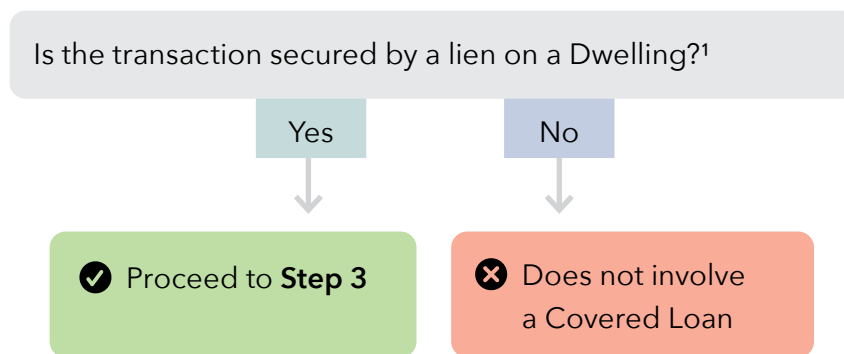 Is the transaction secured by a lien on a Dwelling?¹
Yes
No
Proceed to Step 3
Does not involve
a Covered Loan